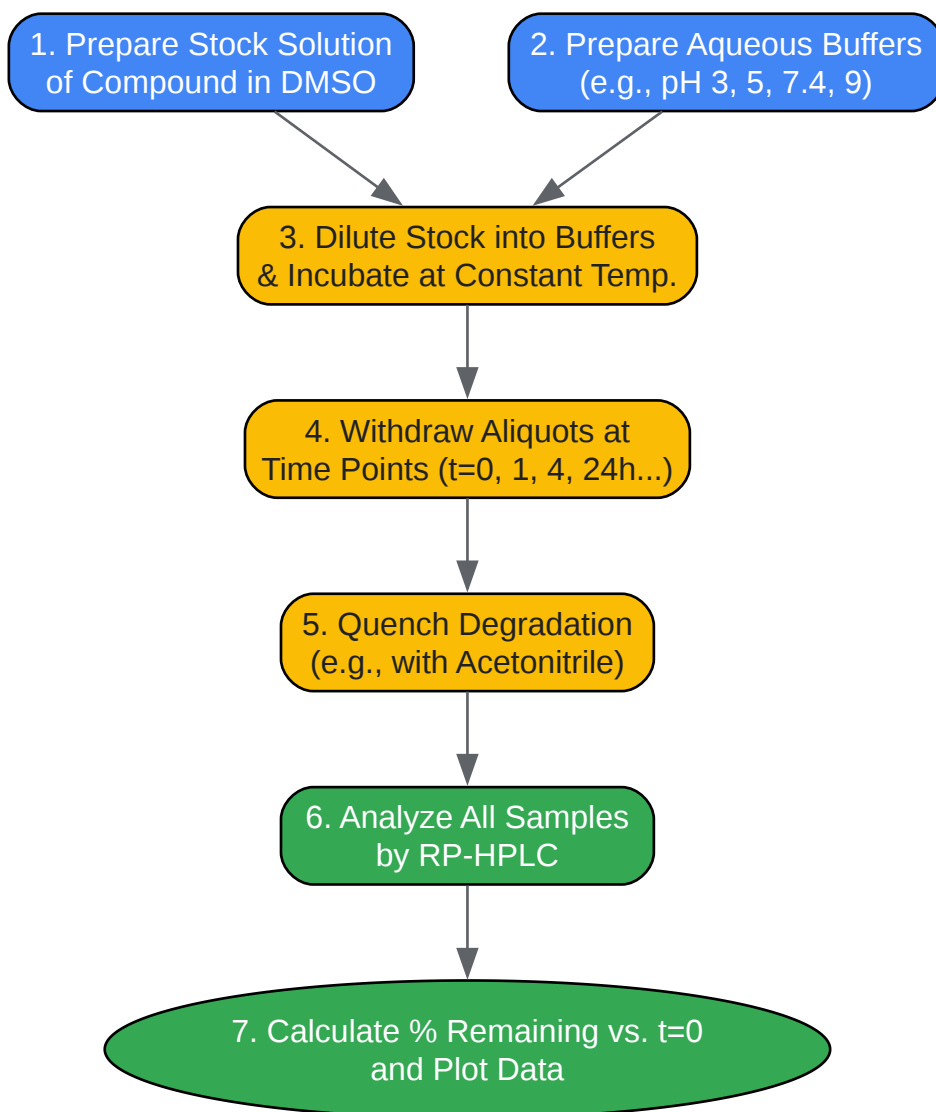 1. Prepare Stock Solution
of Compound in DMSO
2. Prepare Aqueous Buffers
(e.g., pH 3, 5, 7.4, 9)
3. Dilute Stock into Buffers
& Incubate at Constant Temp.
4. Withdraw Aliquots at
Time Points (t=0, 1, 4, 24h...)
5. Quench Degradation
(e.g., with Acetonitrile)
6. Analyze All Samples
by RP-HPLC
7. Calculate % Remaining vs. t=0
and Plot Data